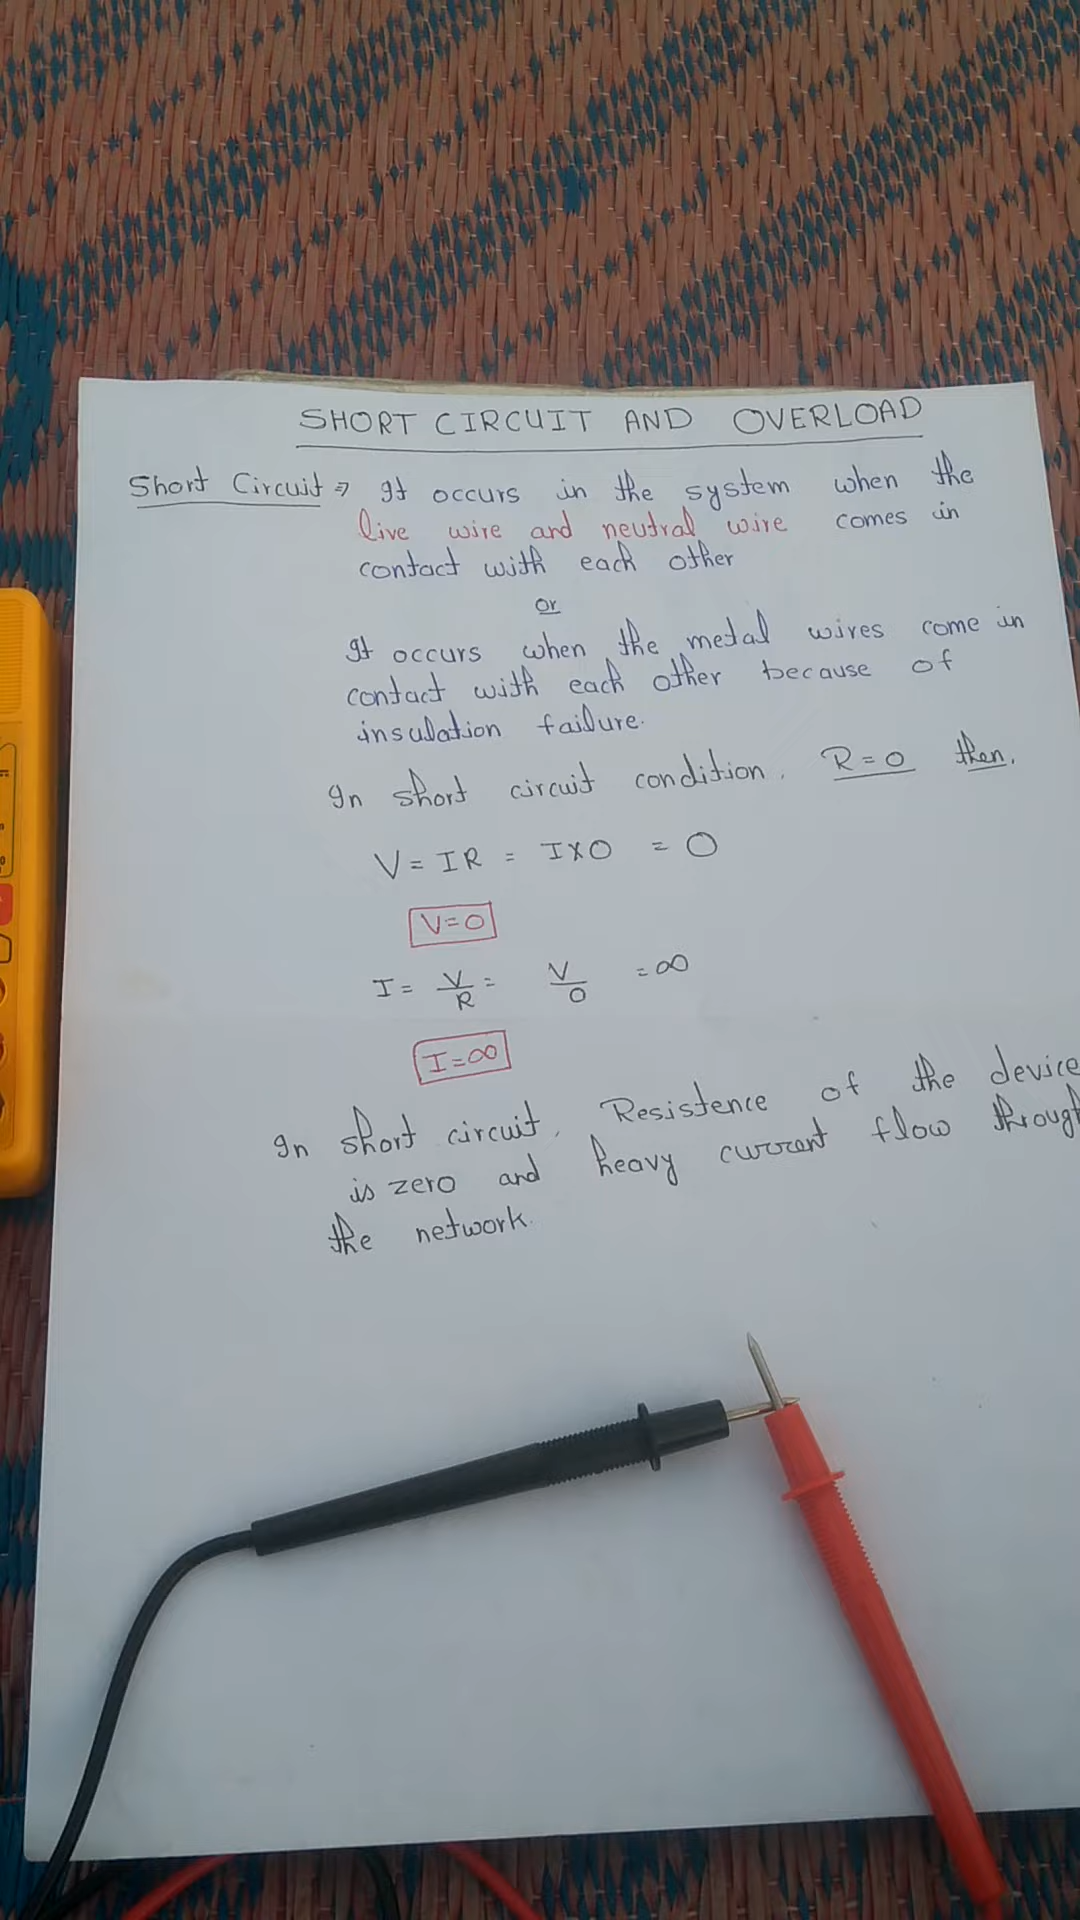 SHORT CIRCUIT AND OVERLOAD
Short Circuit ⇒ It occurs in the system when the
live wire and neutral wire comes in
contact with each other
or
It occurs when the metal wires come in
contact with each other because of
insulation failure.
In short circuit condition, R=0 then,
V = IR = I×0 = 0
V=0
I = V/R = V/0 = ∞
I=∞
In short circuit, Resistence of the device
is zero and heavy current flow through
the network.